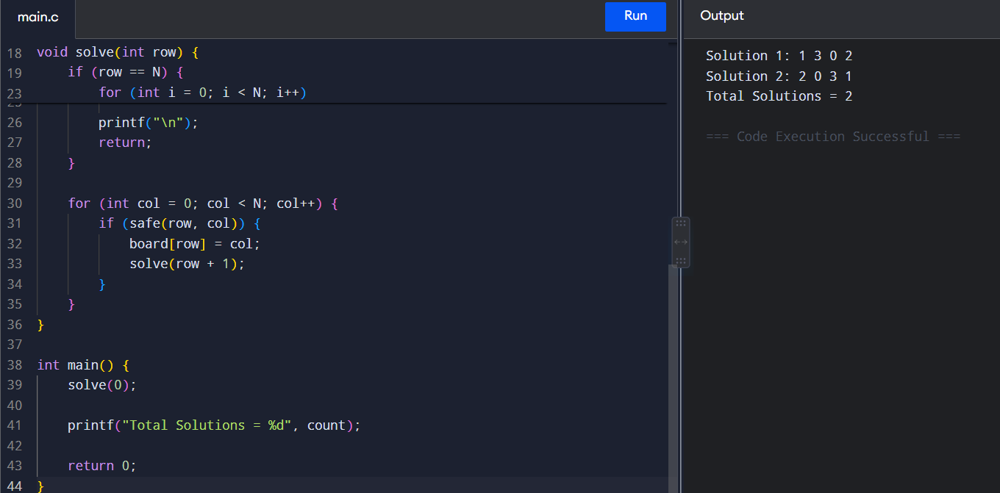 main.c
Run
Output
18 void solve(int row) {
19     if (row == N) {
23         for (int i = 0; i < N; i++)
26         printf("\n");
27         return;
28     }
29
30     for (int col = 0; col < N; col++) {
31         if (safe(row, col)) {
32             board[row] = col;
33             solve(row + 1);
34         }
35     }
36 }
37
38 int main() {
39     solve(0);
40
41     printf("Total Solutions = %d", count);
42
43     return 0;
44 }
Solution 1: 1 3 0 2
Solution 2: 2 0 3 1
Total Solutions = 2
=== Code Execution Successful ===